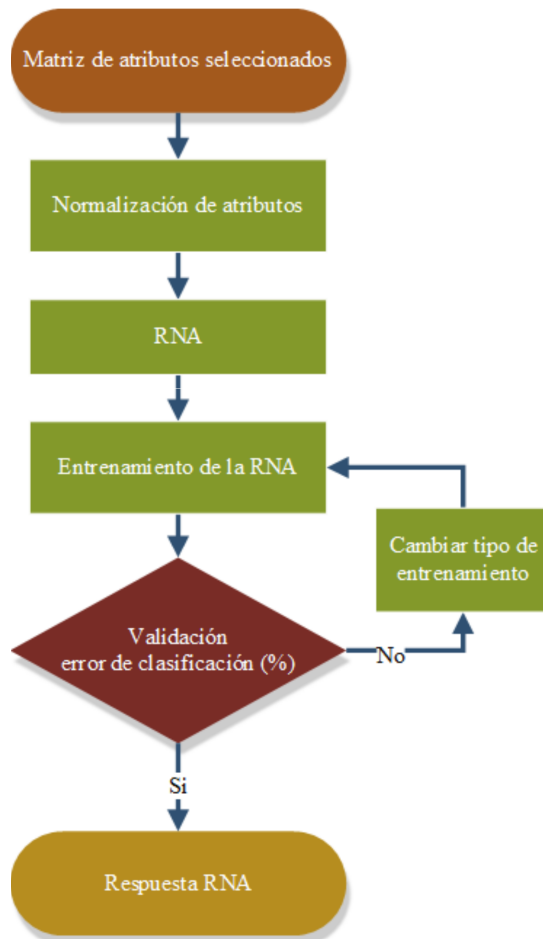 Matriz de atributos seleccionados
Normalización de atributos
RNA
Entrenamiento de la RNA
Cambiar tipo de
entrenamiento
Validación
error de clasificación (%)
No
Si
Respuesta RNA